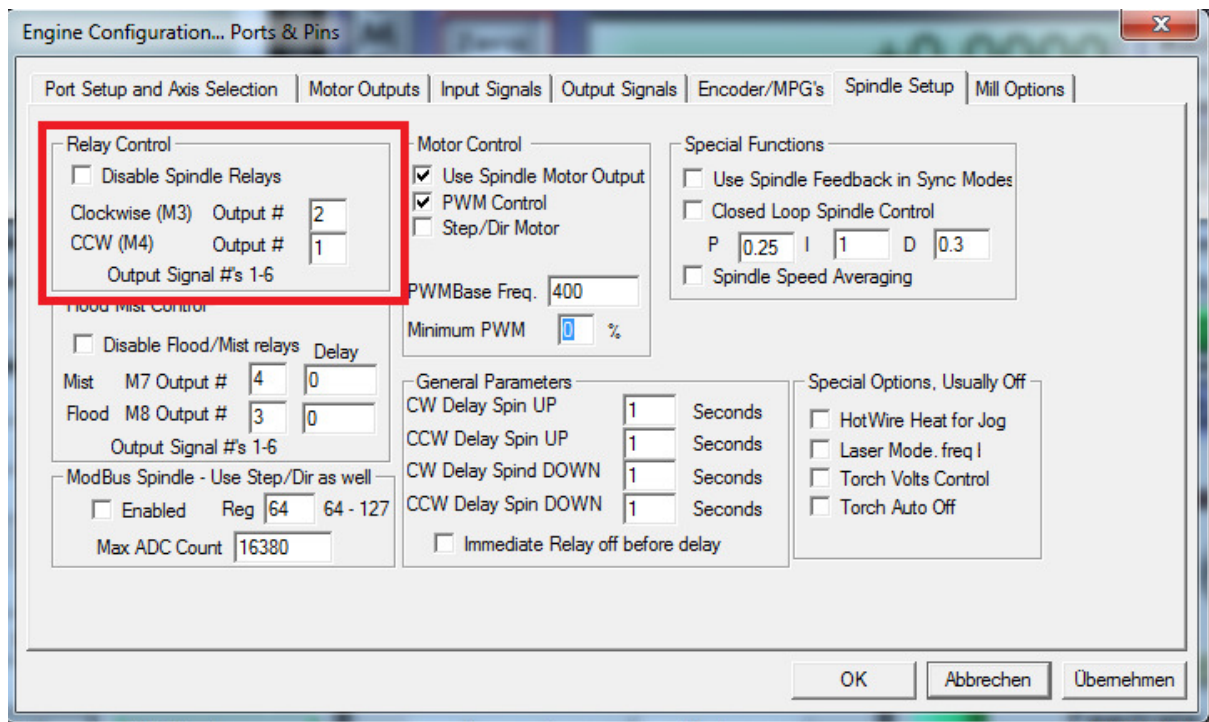 Engine Configuration... Ports & Pins
Port Setup and Axis Selection
Motor Outputs
Input Signals
Output Signals
Encoder/MPG's
Spindle Setup
Mill Options
Relay Control
Disable Spindle Relays
Clockwise (M3) Output # 2
CCW (M4) Output # 1
Output Signal #'s 1-6
Flood Mist Control
Disable Flood/Mist relays Delay
Mist M7 Output # 4 0
Flood M8 Output # 3 0
Output Signal #'s 1-6
ModBus Spindle - Use Step/Dir as well
Enabled Reg 64 64 - 127
Max ADC Count 16380
Motor Control
Use Spindle Motor Output
PWM Control
Step/Dir Motor
PWMBase Freq. 400
Minimum PWM 0 %
General Parameters
CW Delay Spin UP 1 Seconds
CCW Delay Spin UP 1 Seconds
CW Delay Spind DOWN 1 Seconds
CCW Delay Spin DOWN 1 Seconds
Immediate Relay off before delay
Special Functions
Use Spindle Feedback in Sync Modes
Closed Loop Spindle Control
P 0.25 I 1 D 0.3
Spindle Speed Averaging
Special Options, Usually Off
HotWire Heat for Jog
Laser Mode. freq I
Torch Volts Control
Torch Auto Off
OK
Abbrechen
Übernehmen